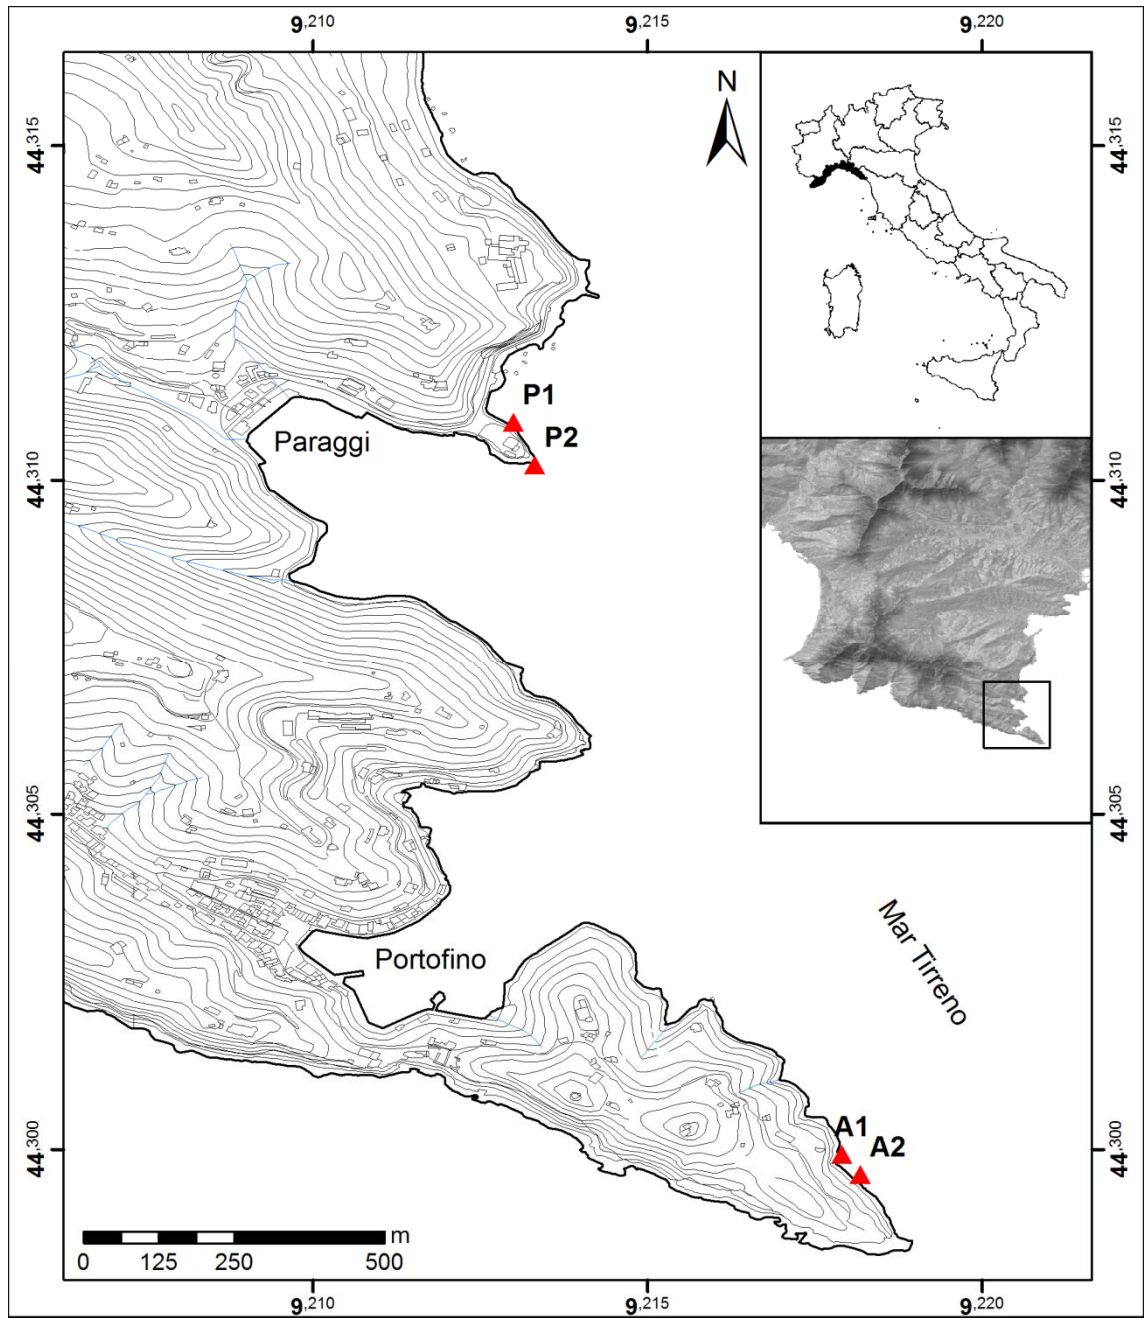 9,210 9,215 9,220
N
44,315 44,315
P1
P2
Paraggi
44,310 44,310
44,305 44,305
Mar Tirreno
Portofino
A1
A2
44,300 44,300
m
0 125 250 500
9,210 9,215 9,220